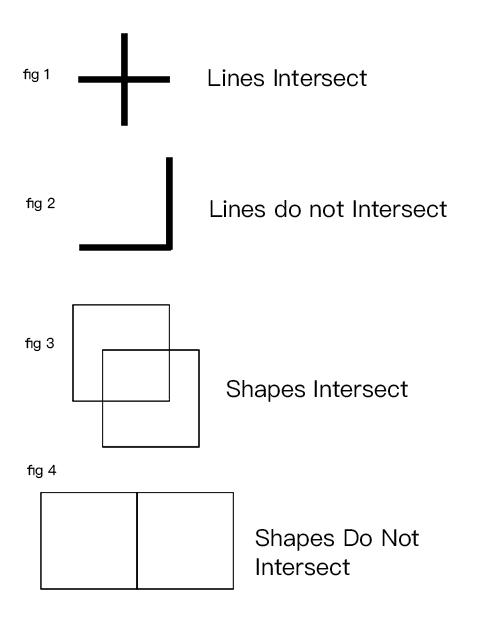 fig 1
Lines Intersect
fig 2
Lines do not Intersect
fig 3
Shapes Intersect
fig 4
Shapes Do Not
Intersect